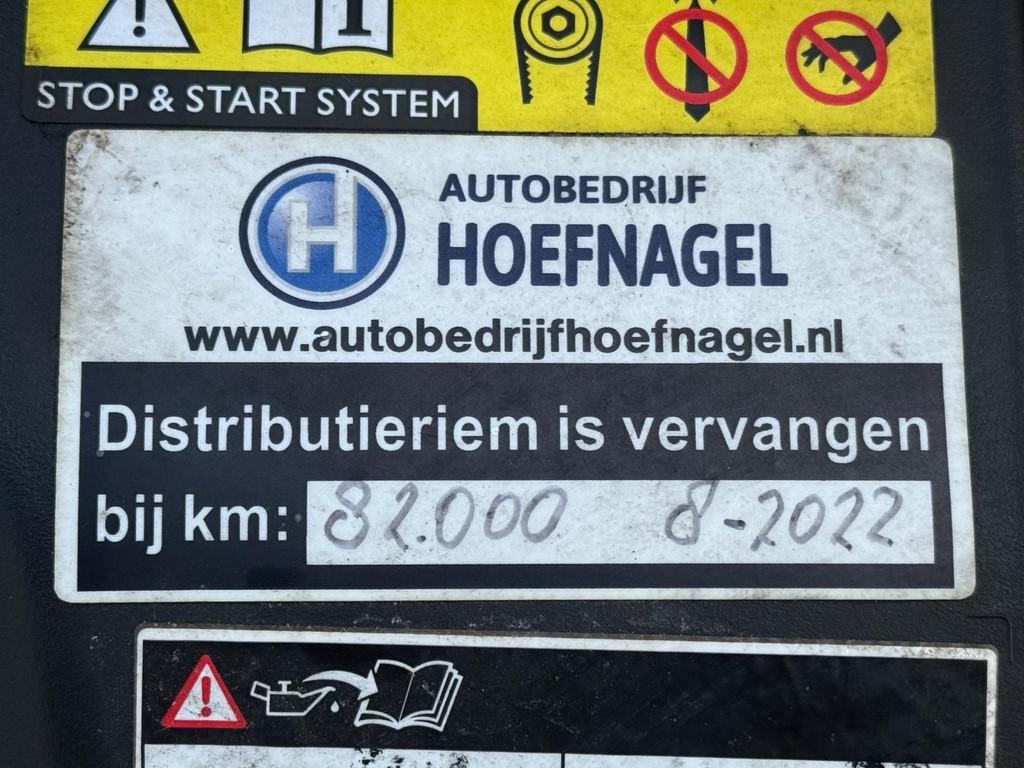 i
STOP & START SYSTEM
H
AUTOBEDRIJF
HOEFNAGEL
www.autobedrijfhoefnagel.nl
Distributieriem is vervangen
bij km: 82.000 8-2022